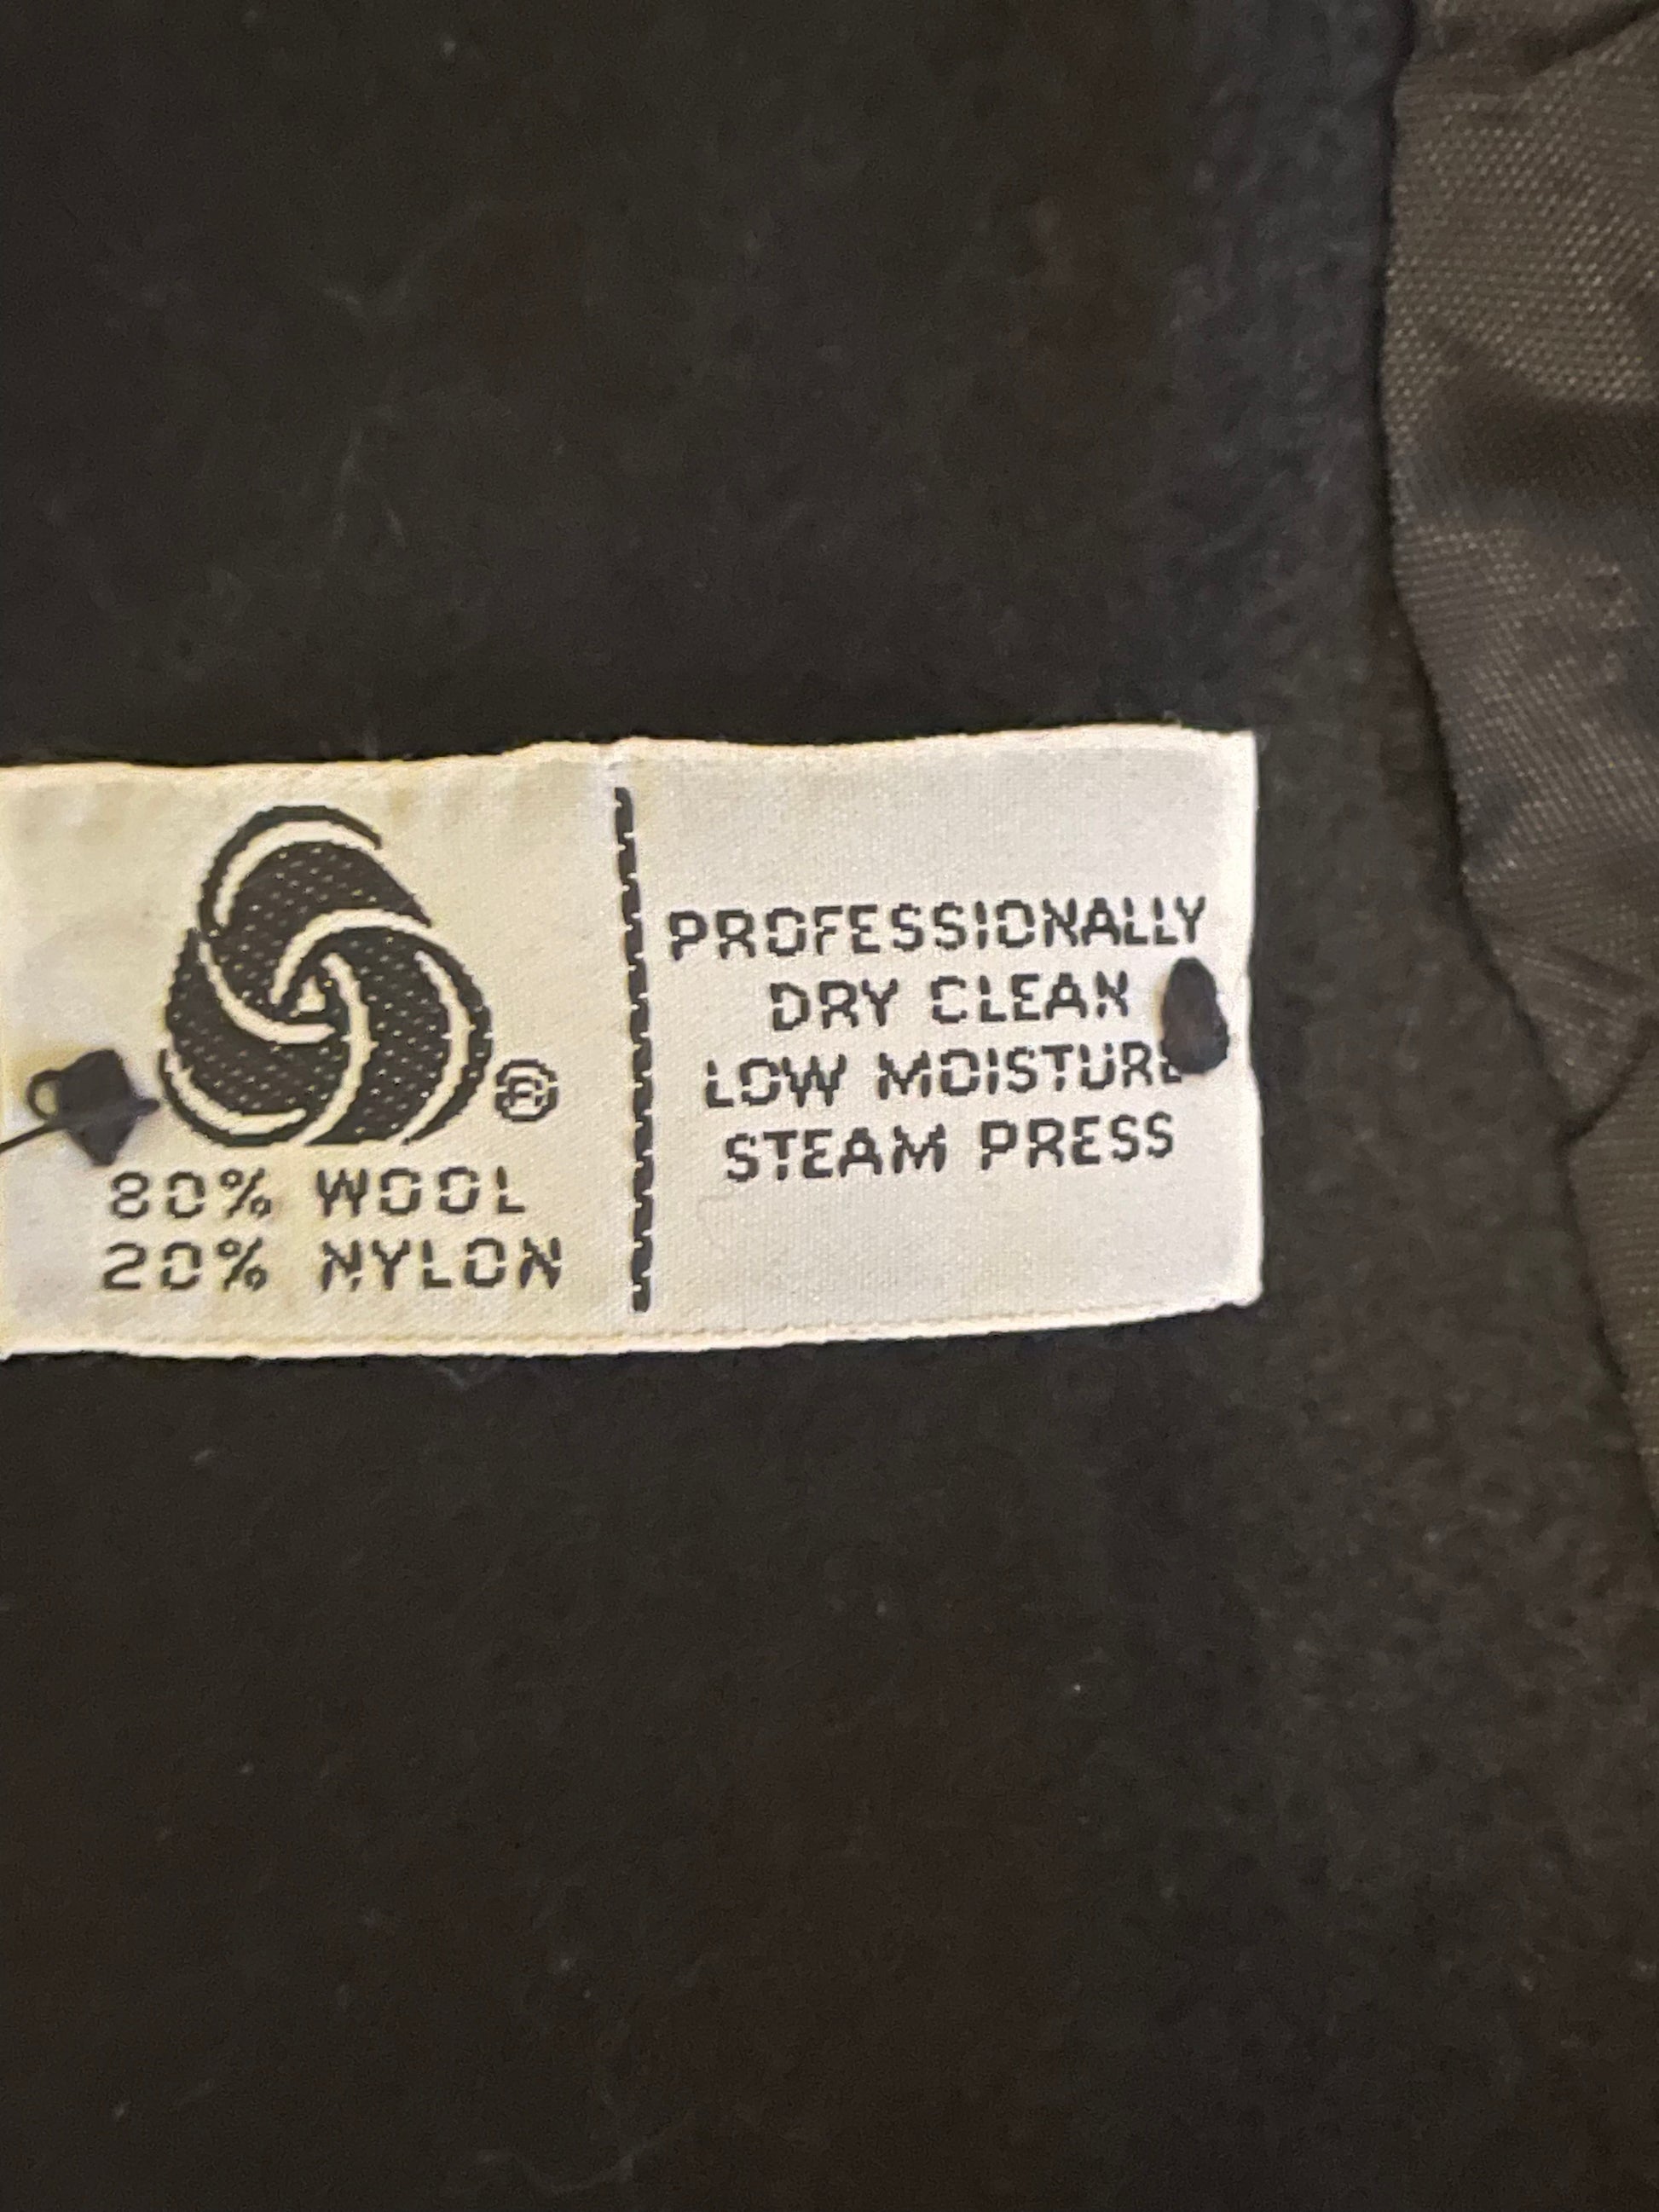 ®
80% WOOL
20% NYLON
PROFESSIONALLY
DRY CLEAN
LOW MOISTURE
STEAM PRESS